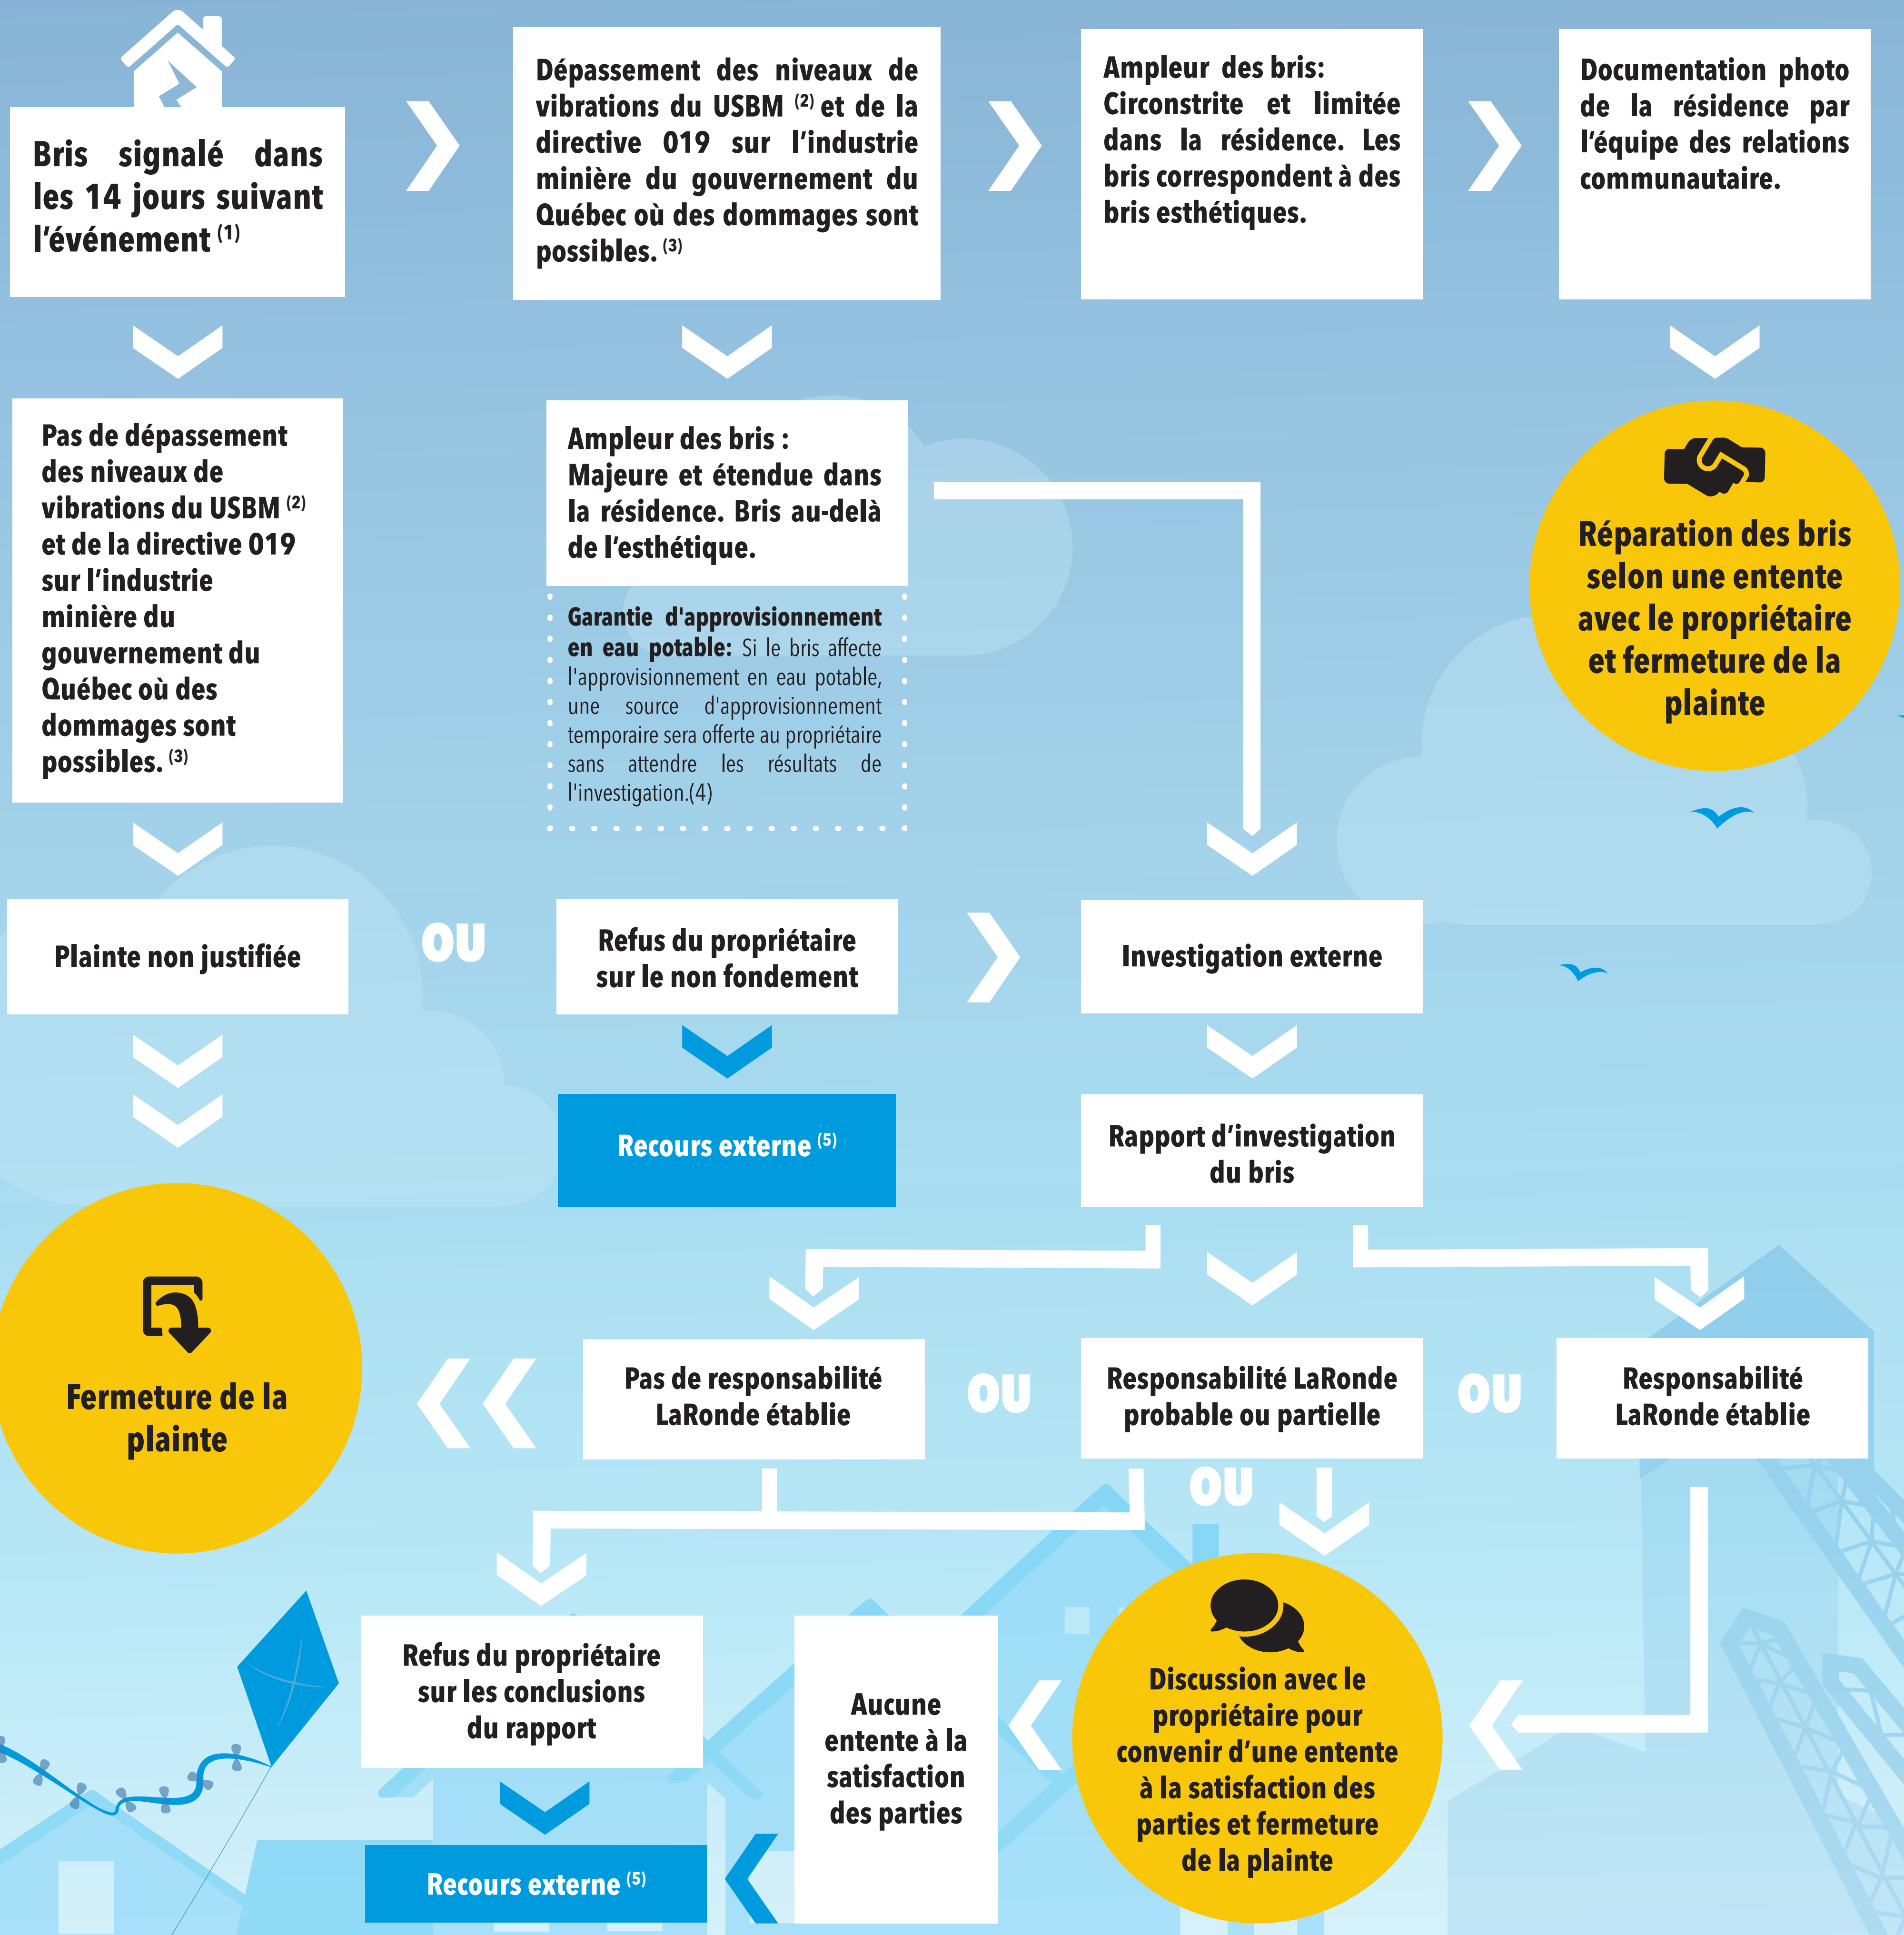 Bris signalé dans
les 14 jours suivant
l’événement (1)
Dépassement des niveaux de
vibrations du USBM (2) et de la
directive 019 sur l’industrie
minière du gouvernement du
Québec où des dommages sont
possibles. (3)
Ampleur des bris:
Circonstrite et limitée
dans la résidence. Les
bris correspondent à des
bris esthétiques.
Documentation photo
de la résidence par
l’équipe des relations
communautaire.
Pas de dépassement
des niveaux de
vibrations du USBM (2)
et de la directive 019
sur l’industrie
minière du
gouvernement du
Québec où des
dommages sont
possibles. (3)
Ampleur des bris :
Majeure et étendue dans
la résidence. Bris au-delà
de l’esthétique.
Garantie d'approvisionnement
en eau potable: Si le bris affecte
l'approvisionnement en eau potable,
une source d'approvisionnement
temporaire sera offerte au propriétaire
sans attendre les résultats de
l'investigation.(4)
Réparation des bris
selon une entente
avec le propriétaire
et fermeture de la
plainte
Plainte non justifiée
OU
Refus du propriétaire
sur le non fondement
Investigation externe
Recours externe (5)
Rapport d’investigation
du bris
Fermeture de la
plainte
Pas de responsabilité
LaRonde établie
OU
Responsabilité LaRonde
probable ou partielle
OU
Responsabilité
LaRonde établie
OU
Refus du propriétaire
sur les conclusions
du rapport
Aucune
entente à la
satisfaction
des parties
Discussion avec le
propriétaire pour
convenir d’une entente
à la satisfaction des
parties et fermeture
de la plainte
Recours externe (5)